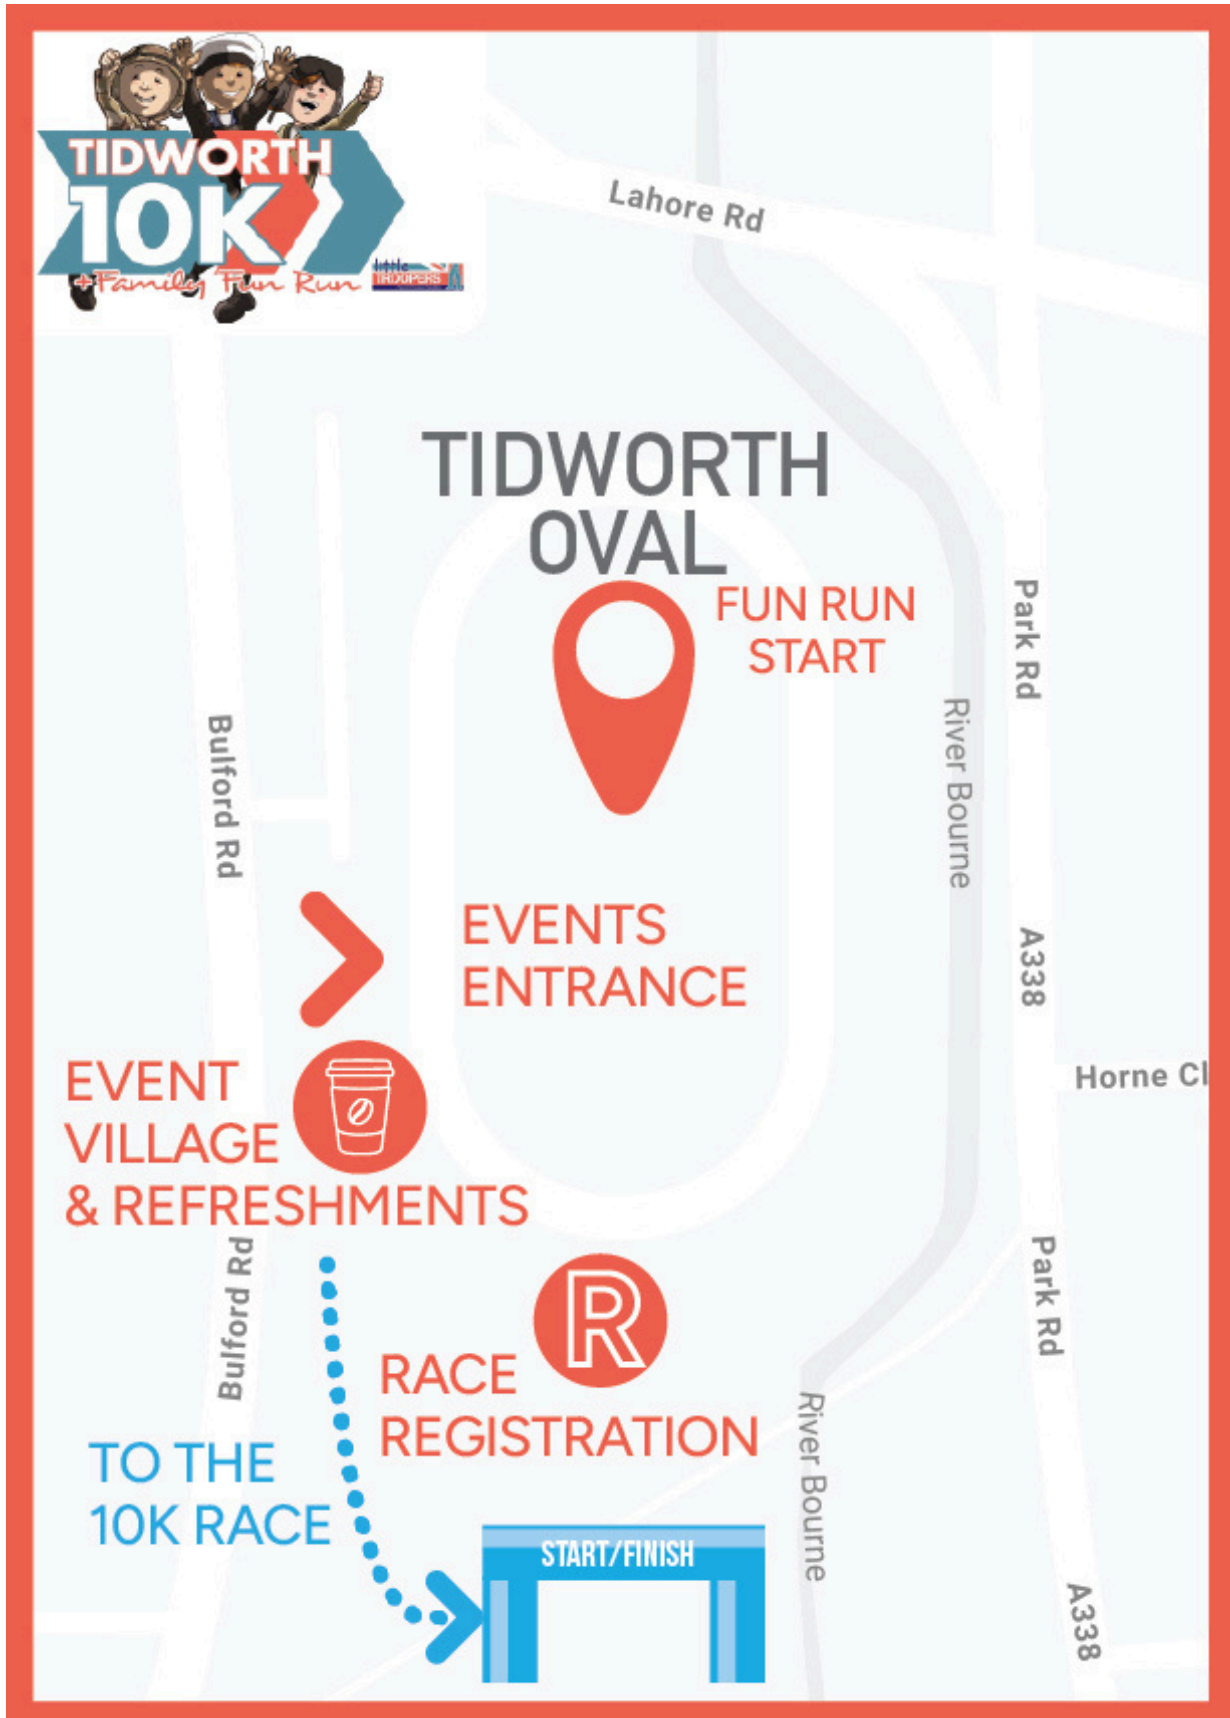 TIDWORTH
10K
+Family Fun Run
little
TROOPERS
Lahore Rd
TIDWORTH
OVAL
FUN RUN
START
Park Rd
River Bourne
Bulford Rd
EVENTS
ENTRANCE
A338
EVENT
VILLAGE
& REFRESHMENTS
Horne Cl
Bulford Rd
R
RACE
REGISTRATION
Park Rd
River Bourne
TO THE
10K RACE
START/FINISH
A338